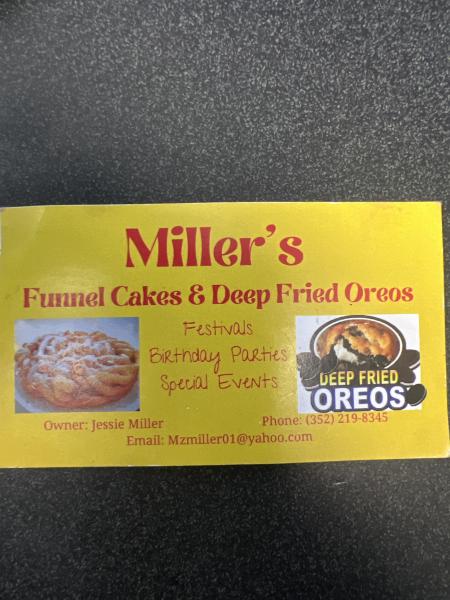 Miller's
Funnel Cakes & Deep Fried Oreos
Festivals
Birthday Parties
Special Events
DEEP FRIED
OREOS
Owner: Jessie Miller
Phone: (352) 219-8345
Email: Mzmiller01@yahoo.com